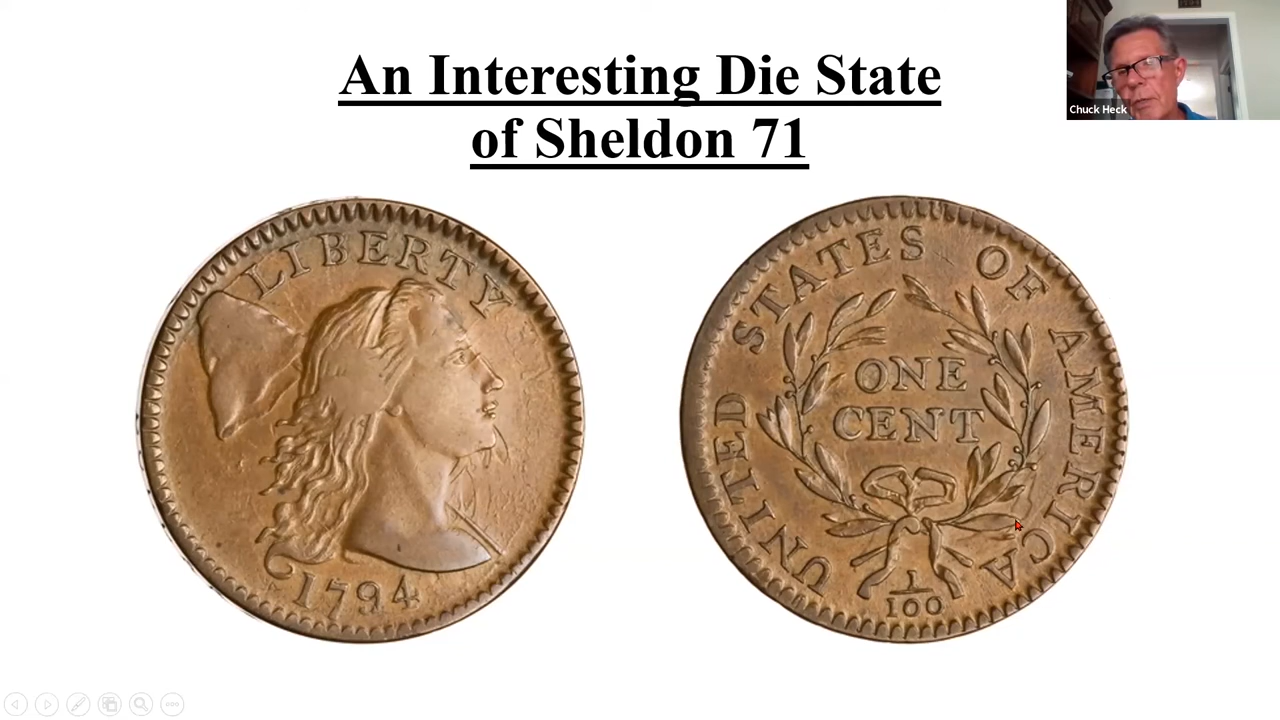 An Interesting Die State
of Sheldon 71
Chuck Heck
LIBERTY
1794
UNITED STATES OF AMERICA
ONE
CENT
1
100